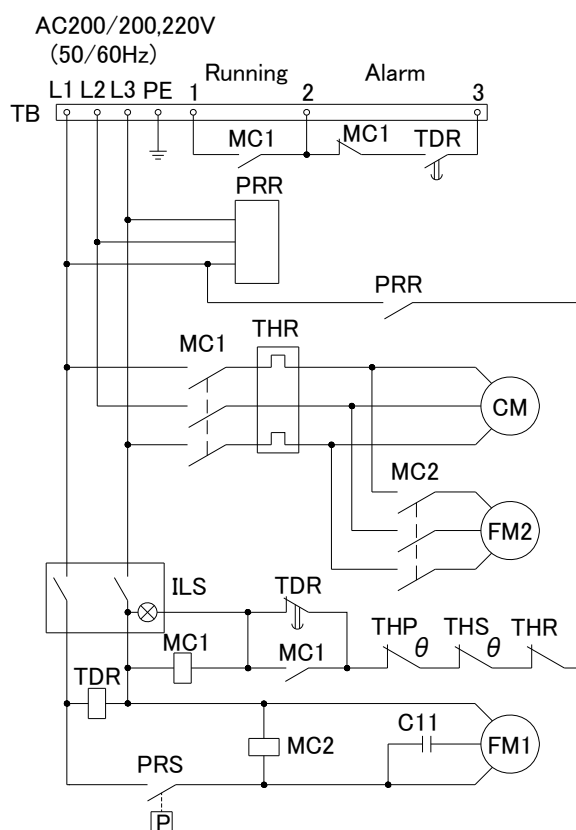 AC200/200,220V
(50/60Hz)
Running
Alarm
L1 L2 L3 PE 1 2 3
TB
MC1
MC1
TDR
PRR
PRR
MC1
THR
CM
MC2
FM2
ILS
TDR
MC1
MC1
THP
θ
THS
θ
THR
TDR
MC2
C11
FM1
PRS
P